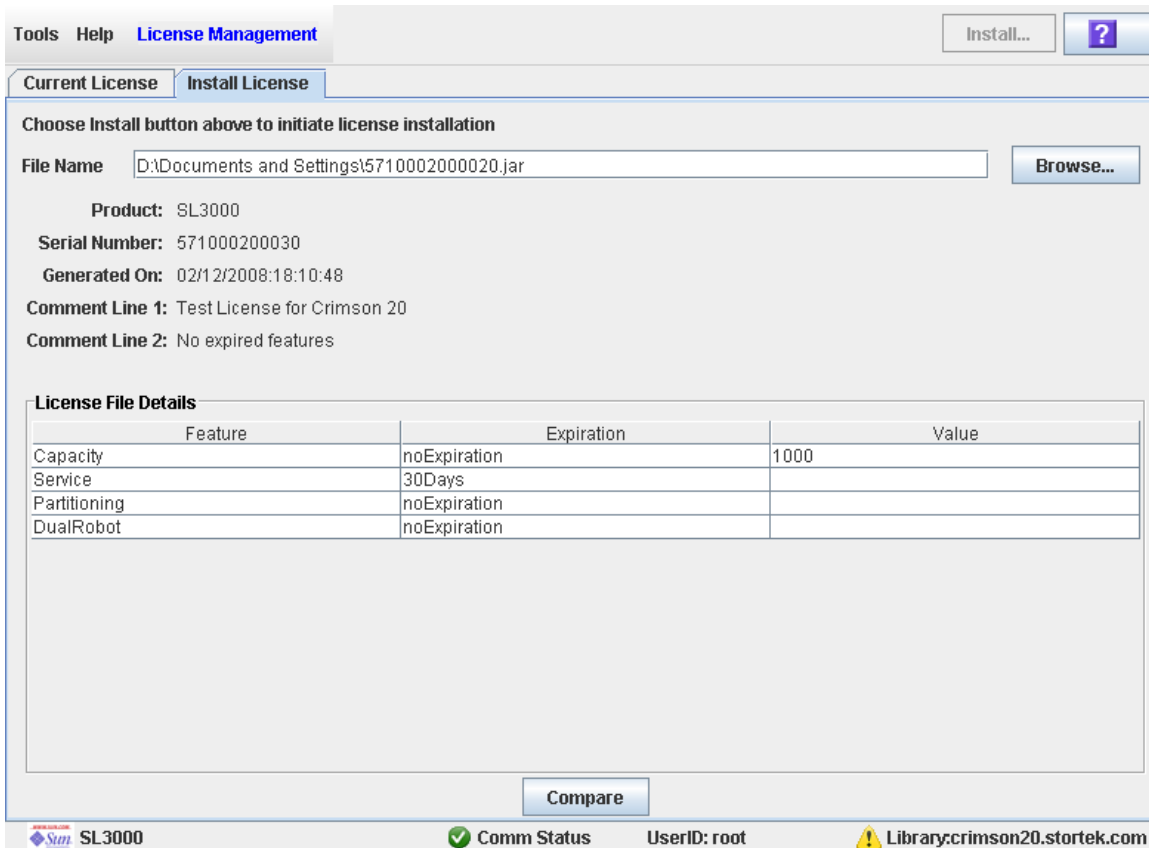 Tools Help License Management Install... ?
Current License Install License
Choose Install button above to initiate license installation
File Name D:\Documents and Settings\5710002000020.jar Browse...
Product: SL3000
Serial Number: 571000200030
Generated On: 02/12/2008:18:10:48
Comment Line 1: Test License for Crimson 20
Comment Line 2: No expired features
License File Details
Feature Expiration Value
Capacity noExpiration 1000
Service 30Days
Partitioning noExpiration
DualRobot noExpiration
Compare
Sun SL3000 Comm Status UserID: root Library:crimson20.stortek.com